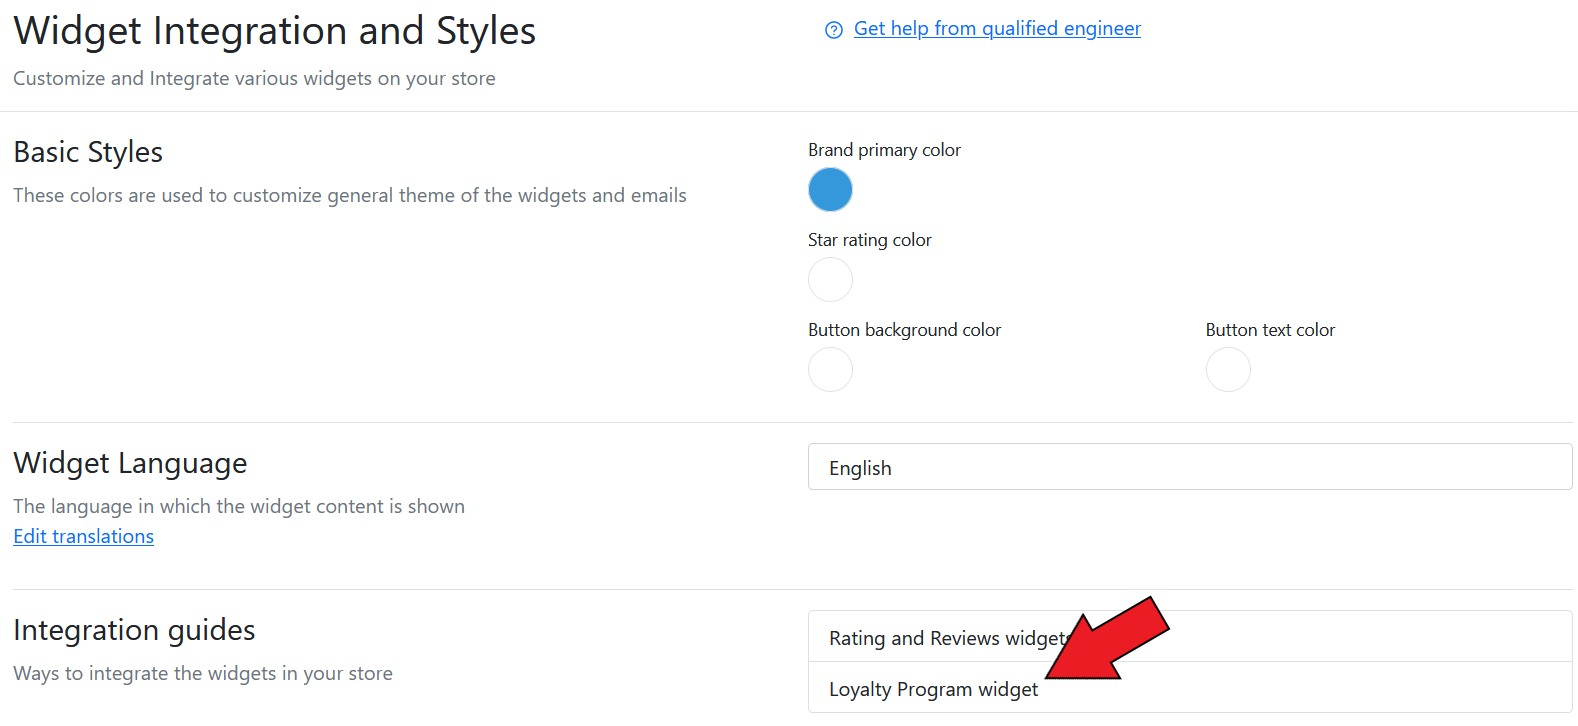 Widget Integration and Styles
Get help from qualified engineer
Customize and Integrate various widgets on your store
Basic Styles
These colors are used to customize general theme of the widgets and emails
Brand primary color
Star rating color
Button background color
Button text color
Widget Language
The language in which the widget content is shown
Edit translations
English
Integration guides
Ways to integrate the widgets in your store
Rating and Reviews widgets
Loyalty Program widget